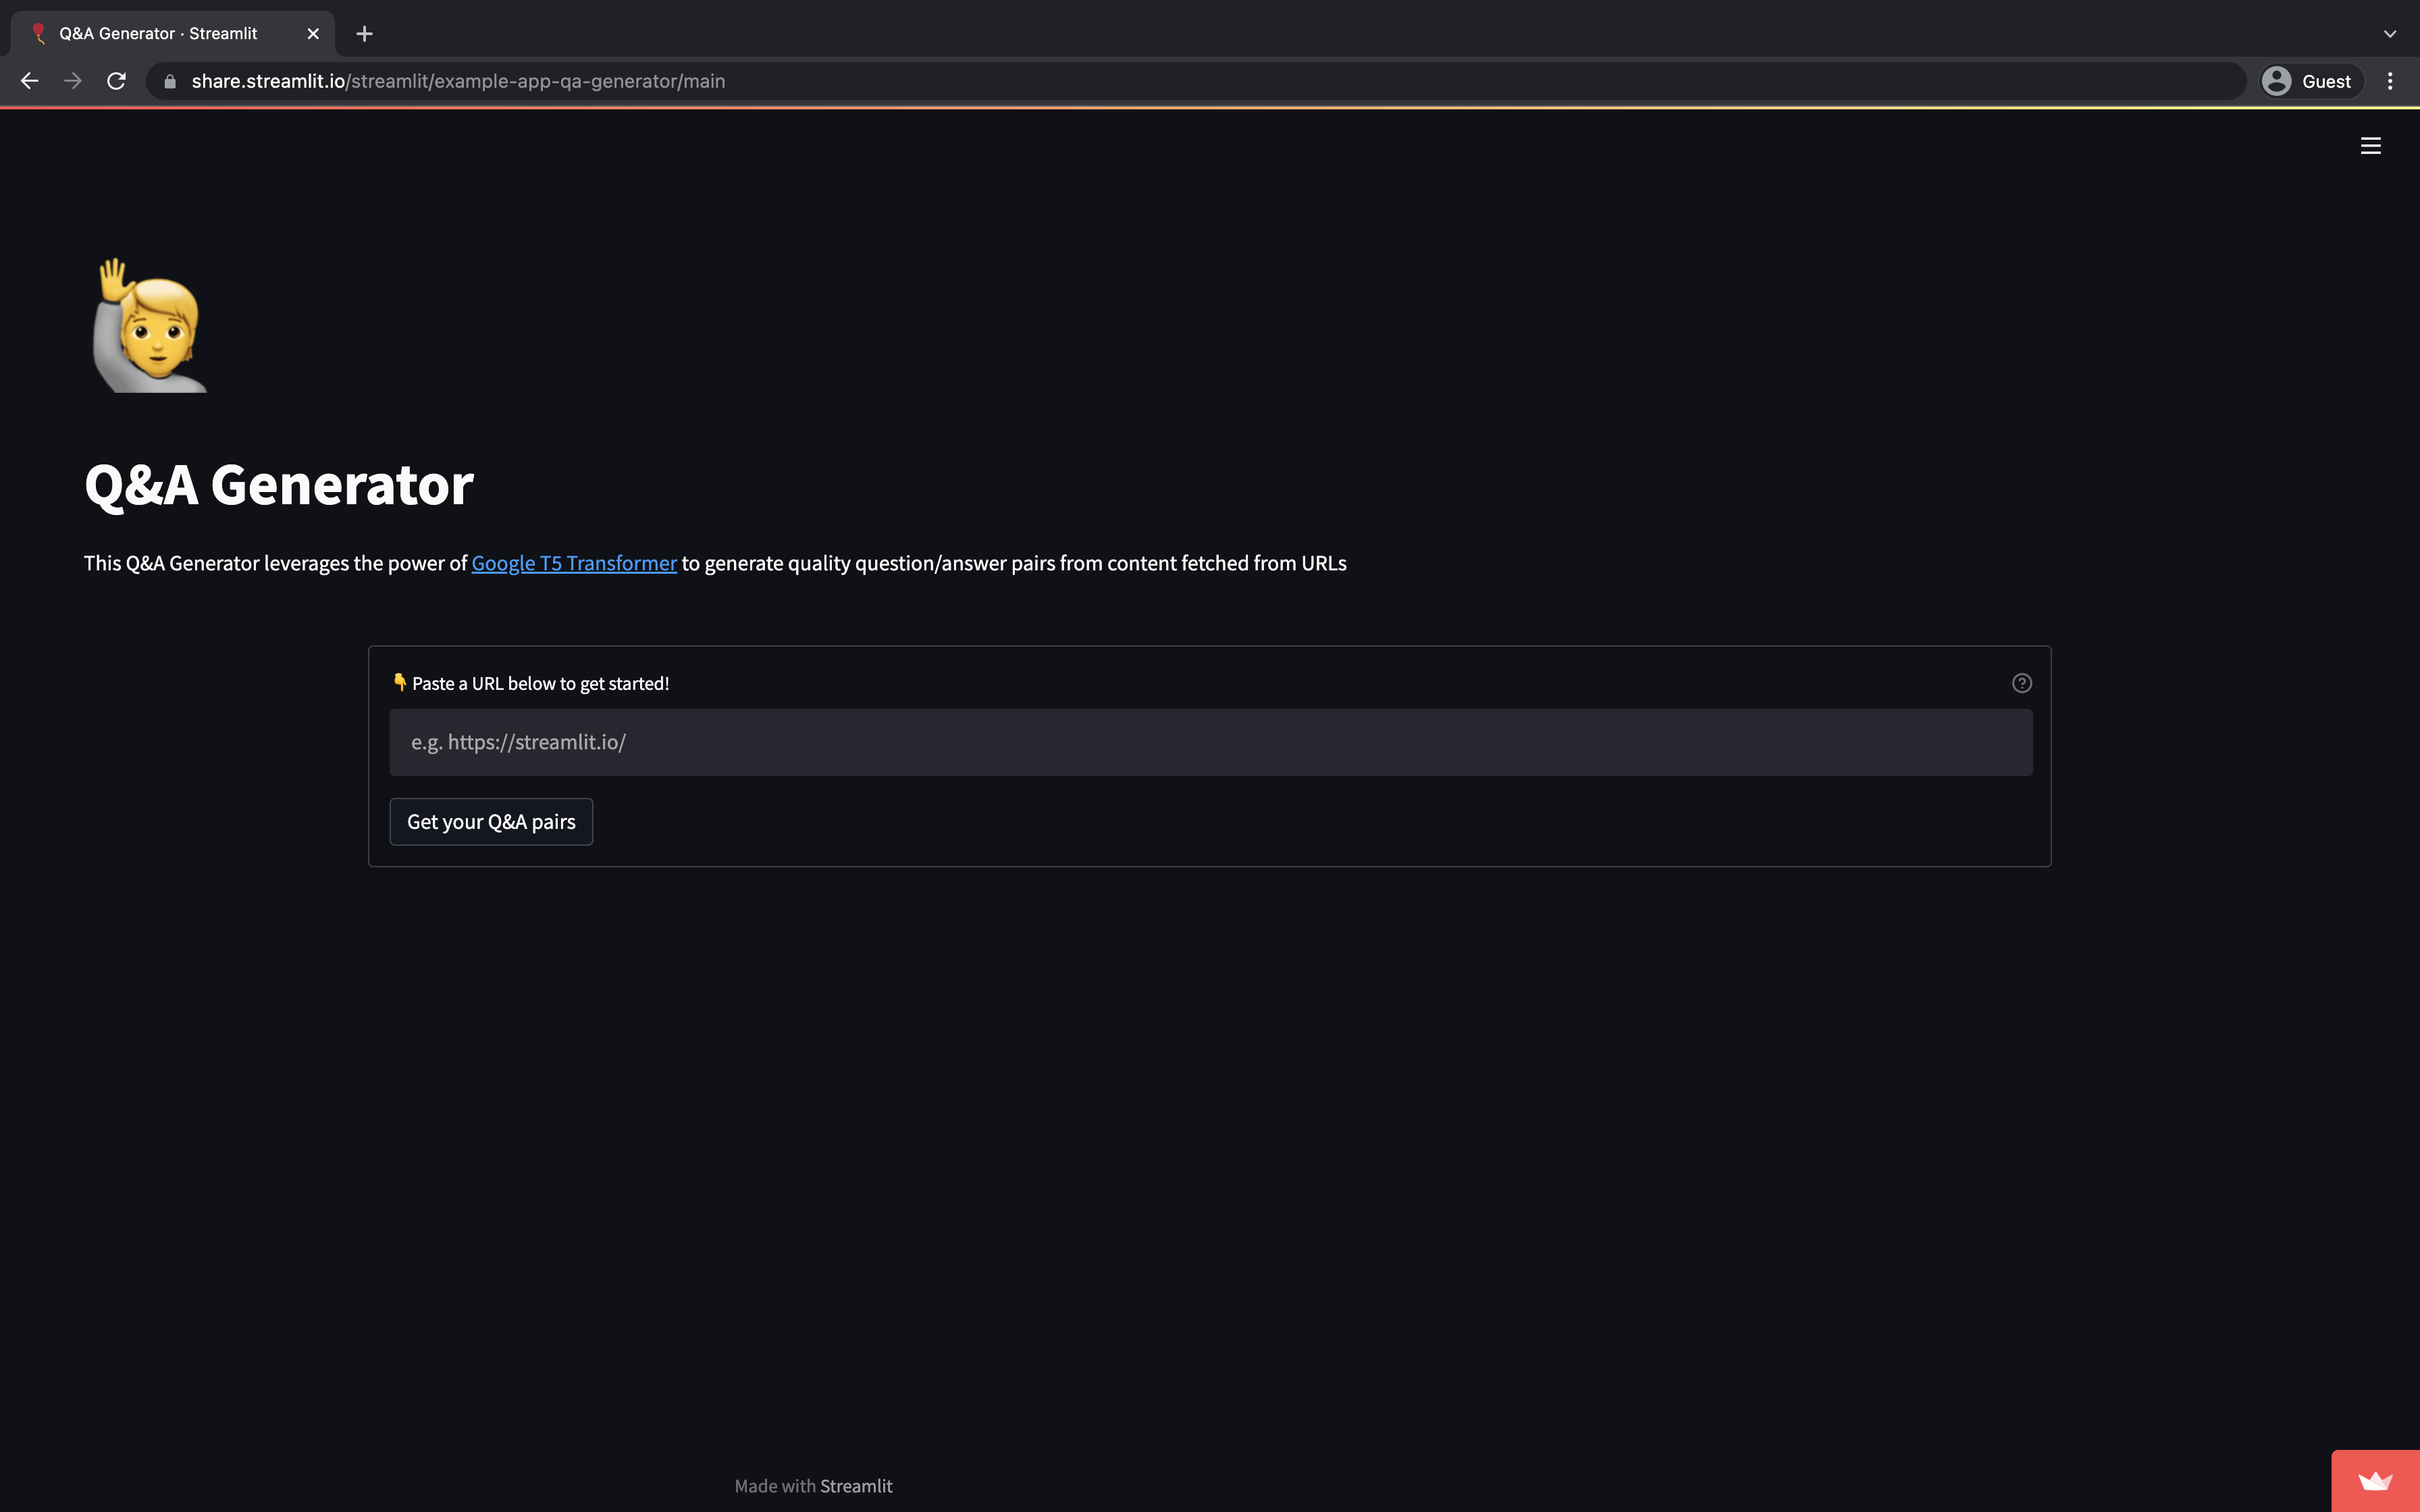 Q&A Generator · Streamlit
share.streamlit.io/streamlit/example-app-qa-generator/main
Guest
Q&A Generator
This Q&A Generator leverages the power of Google T5 Transformer to generate quality question/answer pairs from content fetched from URLs
👇Paste a URL below to get started!
e.g. https://streamlit.io/
Get your Q&A pairs
Made with Streamlit